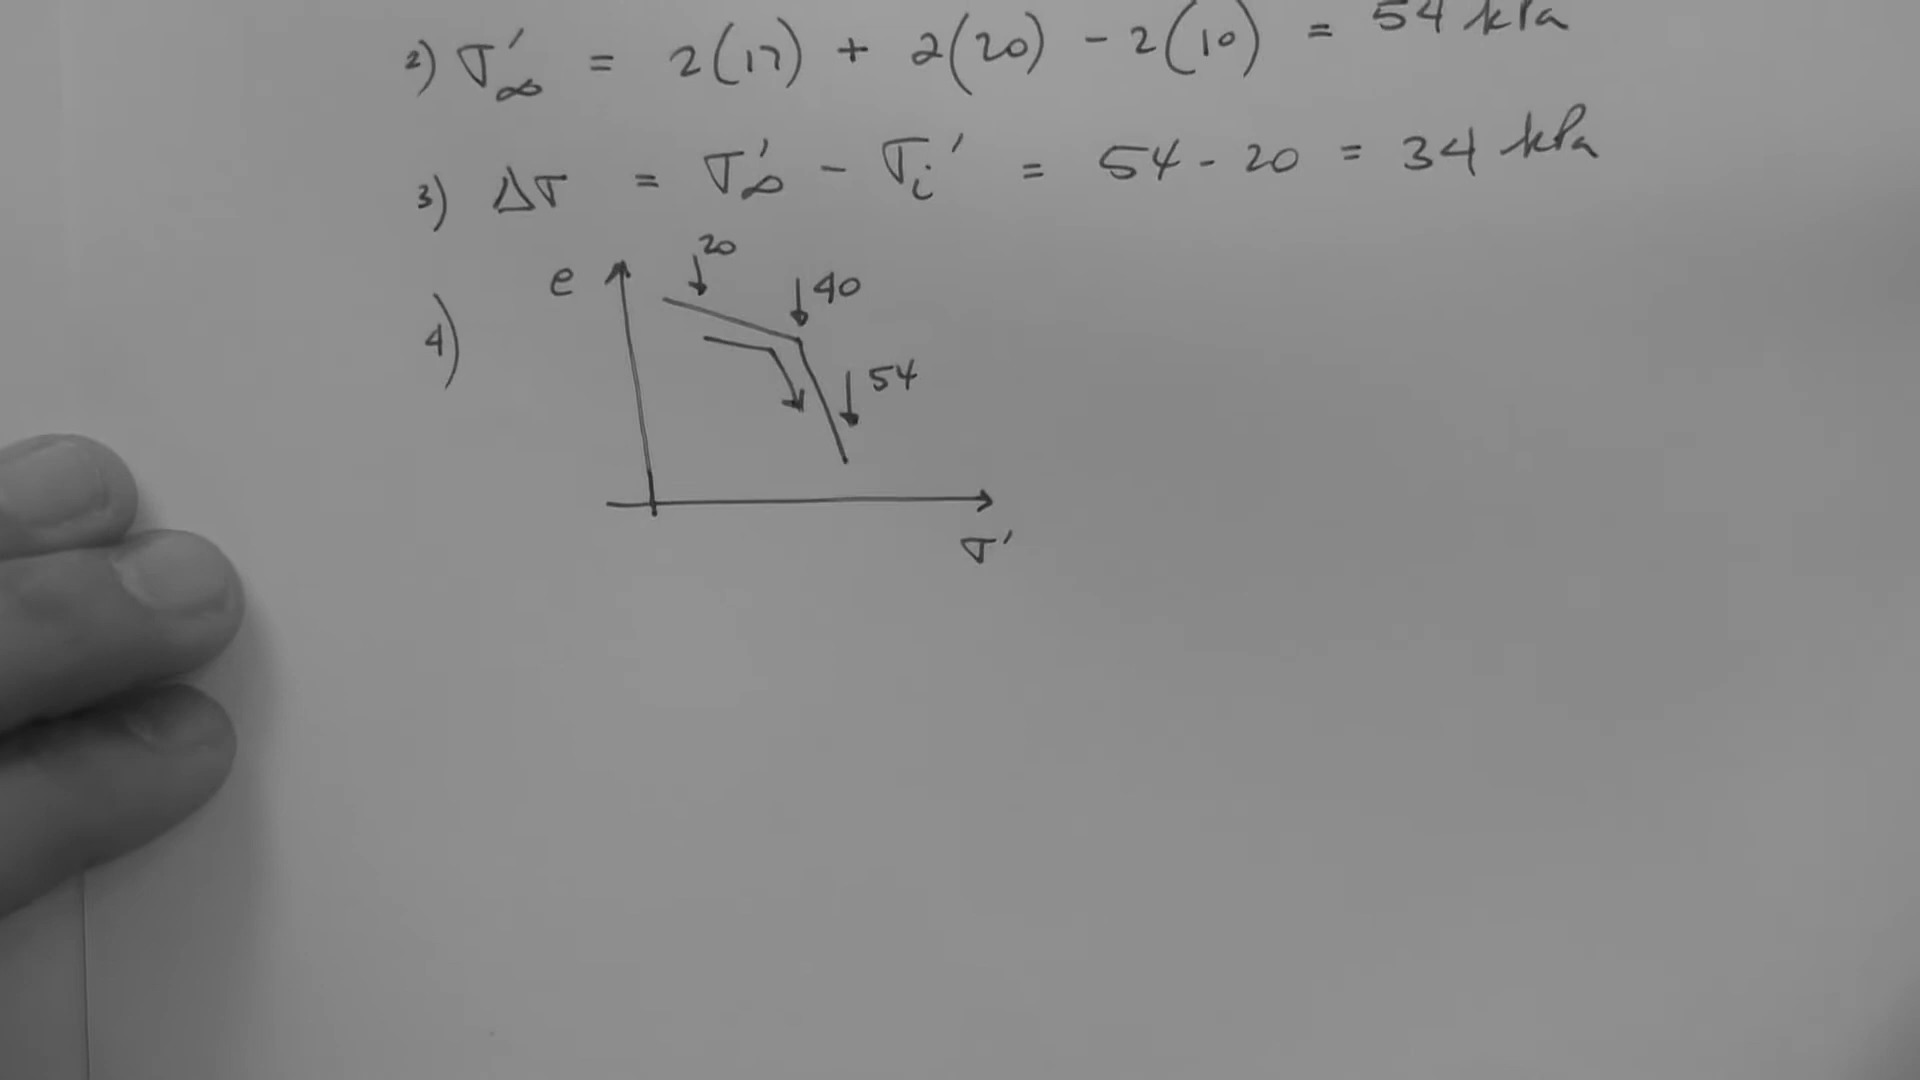 2) σ'∞ = 2(17) + 2(20) - 2(10) = 54 kPa
3) Δσ = σ'∞ - σi' = 54 - 20 = 34 kPa
4)
e
20
40
54
σ'